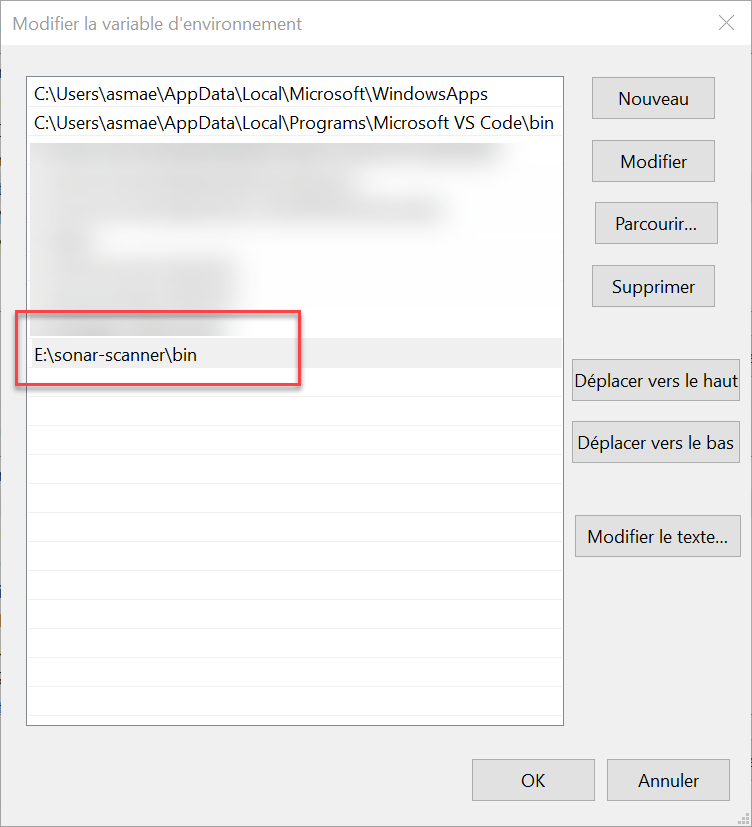 Modifier la variable d'environnement
C:\Users\asmae\AppData\Local\Microsoft\WindowsApps
C:\Users\asmae\AppData\Local\Programs\Microsoft VS Code\bin
E:\sonar-scanner\bin
Nouveau
Modifier
Parcourir...
Supprimer
Déplacer vers le haut
Déplacer vers le bas
Modifier le texte...
OK
Annuler